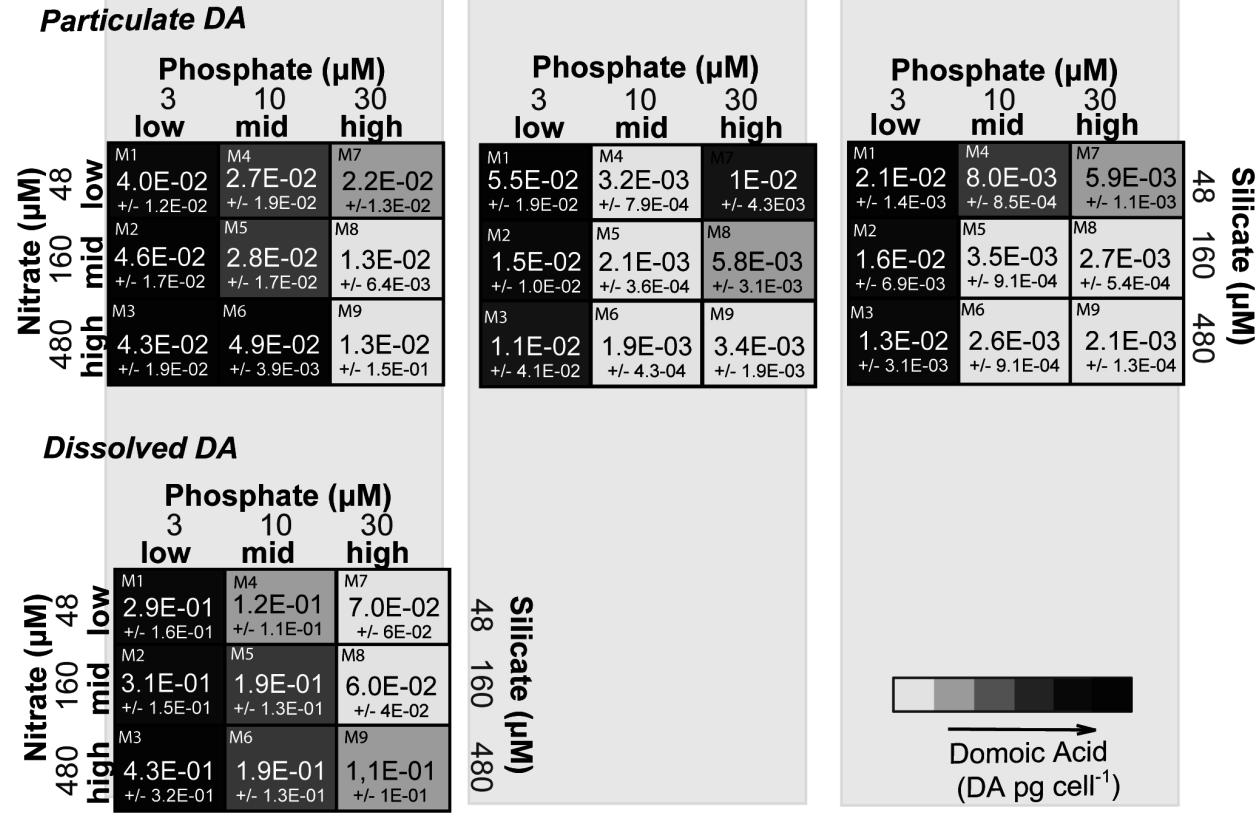 Particulate DA
Phosphate (µM)
3 10 30
low mid high
Nitrate (µM)
48 low
160 mid
480 high
M1 M4 M7
4.0E-02 2.7E-02 2.2E-02
+/- 1.2E-02 +/- 1.9E-02 +/-1.3E-02
M2 M5 M8
4.6E-02 2.8E-02 1.3E-02
+/- 1.7E-02 +/- 1.7E-02 +/- 6.4E-03
M3 M6 M9
4.3E-02 4.9E-02 1.3E-02
+/- 1.9E-02 +/- 3.9E-03 +/- 1.5E-01
Phosphate (µM)
3 10 30
low mid high
M1 M4 M7
5.5E-02 3.2E-03 1E-02
+/- 1.9E-02 +/- 7.9E-04 +/- 4.3E03
M2 M5 M8
1.5E-02 2.1E-03 5.8E-03
+/- 1.0E-02 +/- 3.6E-04 +/- 3.1E-03
M3 M6 M9
1.1E-02 1.9E-03 3.4E-03
+/- 4.1E-02 +/- 4.3-04 +/- 1.9E-03
Phosphate (µM)
3 10 30
low mid high
M1 M4 M7
2.1E-02 8.0E-03 5.9E-03
+/- 1.4E-03 +/- 8.5E-04 +/- 1.1E-03
M2 M5 M8
1.6E-02 3.5E-03 2.7E-03
+/- 6.9E-03 +/- 9.1E-04 +/- 5.4E-04
M3 M6 M9
1.3E-02 2.6E-03 2.1E-03
+/- 3.1E-03 +/- 9.1E-04 +/- 1.3E-04
48 160 480
Silicate (µM)
Dissolved DA
Phosphate (µM)
3 10 30
low mid high
Nitrate (µM)
48 low
160 mid
480 high
M1 M4 M7
2.9E-01 1.2E-01 7.0E-02
+/- 1.6E-01 +/- 1.1E-01 +/- 6E-02
M2 M5 M8
3.1E-01 1.9E-01 6.0E-02
+/- 1.5E-01 +/- 1.3E-01 +/- 4E-02
M3 M6 M9
4.3E-01 1.9E-01 1,1E-01
+/- 3.2E-01 +/- 1.3E-01 +/- 1E-01
48 160 480
Silicate (µM)
Domoic Acid
(DA pg cell⁻¹)